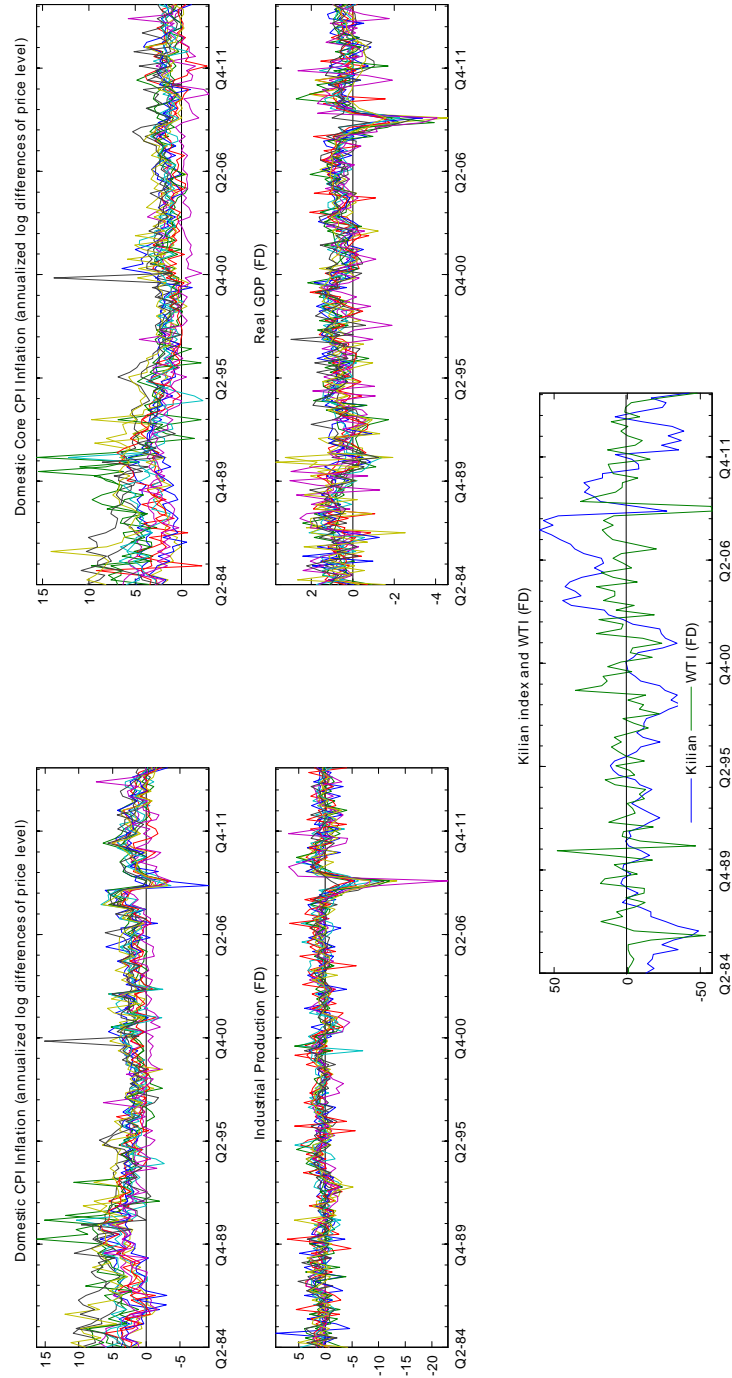 Domestic CPI Inflation (annualized log differences of price level)
15
10
5
0
-5
Q2-84
Q4-89
Q2-95
Q4-00
Q2-06
Q4-11
Domestic Core CPI Inflation (annualized log differences of price level)
15
10
5
0
Q2-84
Q4-89
Q2-95
Q4-00
Q2-06
Q4-11
Industrial Production (FD)
5
0
-5
-10
-15
-20
Q2-84
Q4-89
Q2-95
Q4-00
Q2-06
Q4-11
Real GDP (FD)
2
0
-2
-4
Q2-84
Q4-89
Q2-95
Q4-00
Q2-06
Q4-11
Kilian index and WTI (FD)
50
0
-50
Kilian
WTI (FD)
Q2-84
Q4-89
Q2-95
Q4-00
Q2-06
Q4-11